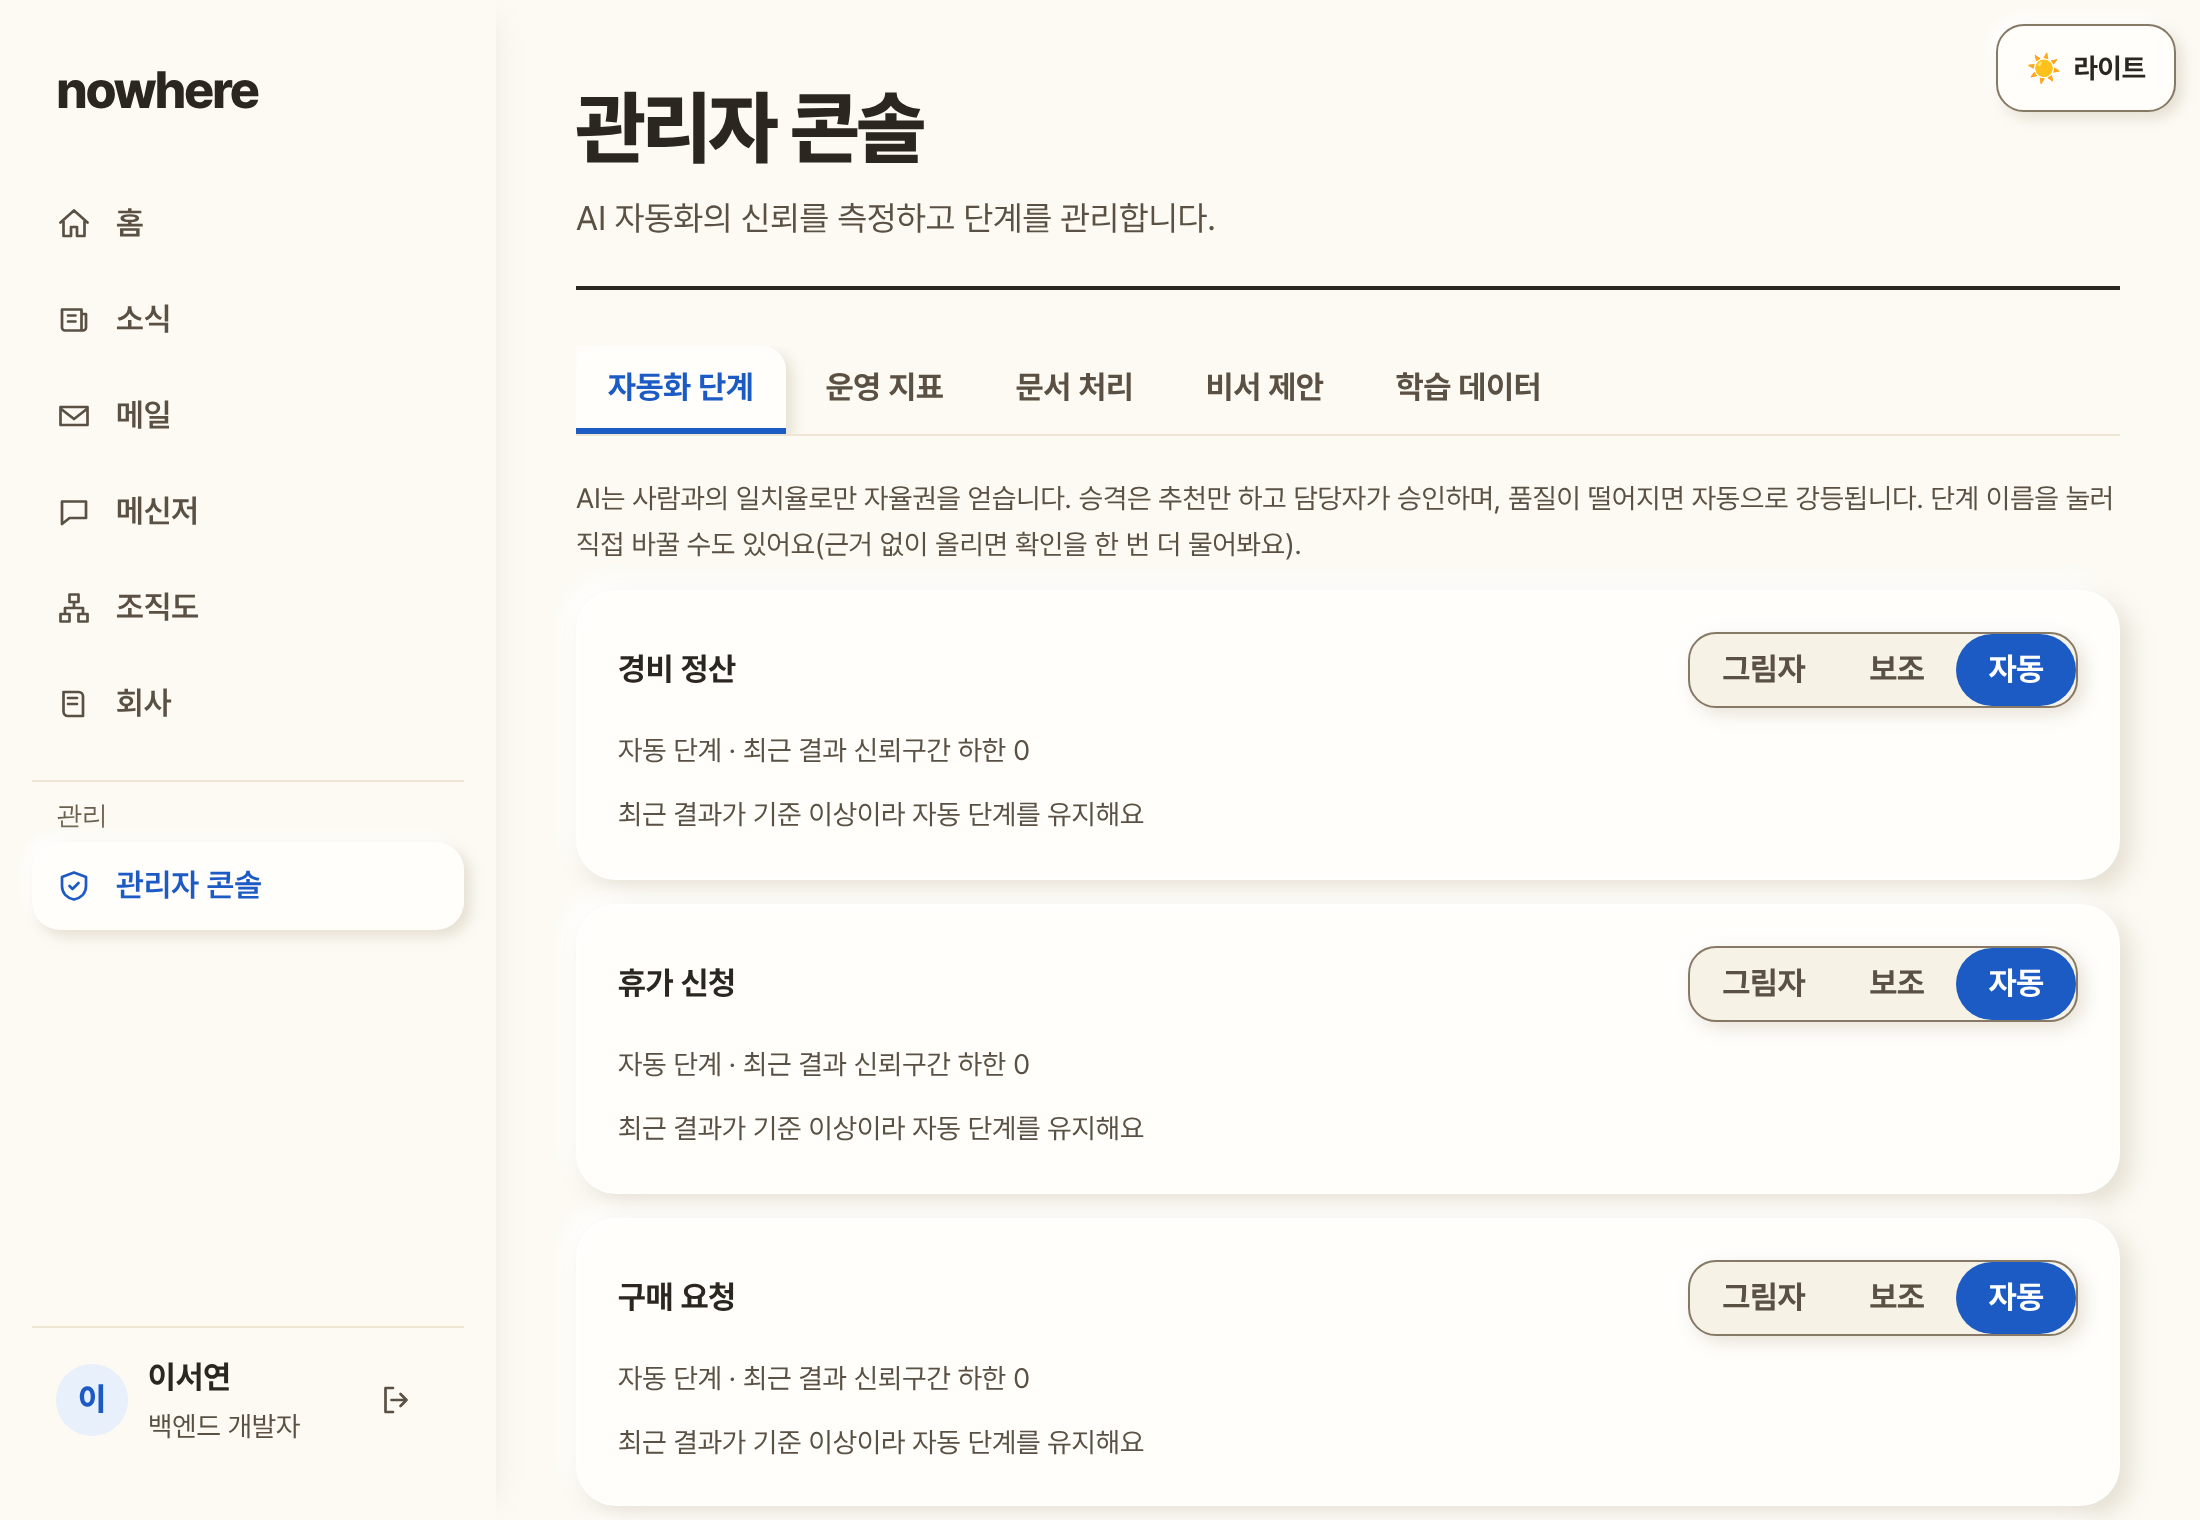 nowhere
홈
소식
메일
메신저
조직도
회사
관리
관리자 콘솔
이
이서연
백엔드 개발자
라이트
관리자 콘솔
AI 자동화의 신뢰를 측정하고 단계를 관리합니다.
자동화 단계 운영 지표 문서 처리 비서 제안 학습 데이터
AI는 사람과의 일치율로만 자율권을 얻습니다. 승격은 추천만 하고 담당자가 승인하며, 품질이 떨어지면 자동으로 강등됩니다. 단계 이름을 눌러
직접 바꿀 수도 있어요(근거 없이 올리면 확인을 한 번 더 물어봐요).
경비 정산 그림자 보조 자동
자동 단계 · 최근 결과 신뢰구간 하한 0
최근 결과가 기준 이상이라 자동 단계를 유지해요
휴가 신청 그림자 보조 자동
자동 단계 · 최근 결과 신뢰구간 하한 0
최근 결과가 기준 이상이라 자동 단계를 유지해요
구매 요청 그림자 보조 자동
자동 단계 · 최근 결과 신뢰구간 하한 0
최근 결과가 기준 이상이라 자동 단계를 유지해요